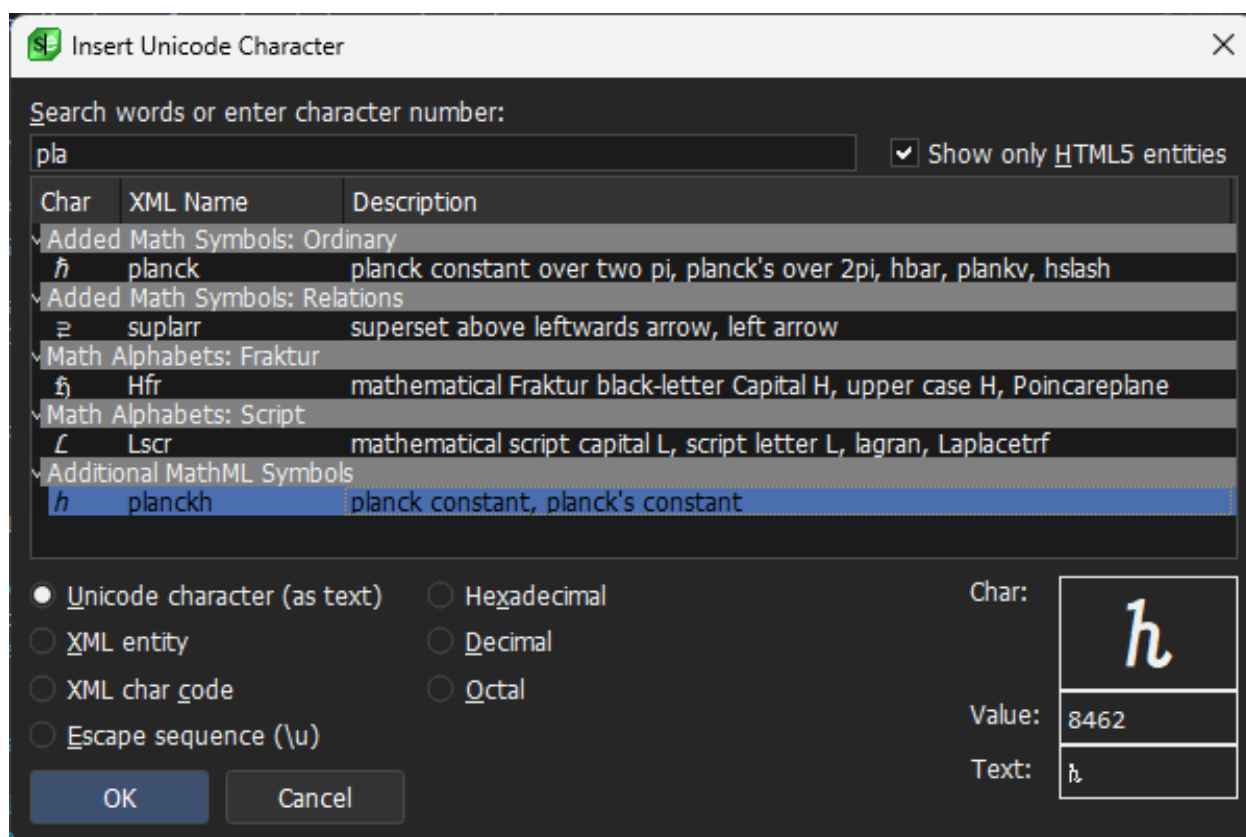 Insert Unicode Character
Search words or enter character number:
pla
Show only HTML5 entities
Char XML Name Description
Added Math Symbols: Ordinary
ℏ planck planck constant over two pi, planck's over 2pi, hbar, plankv, hslash
Added Math Symbols: Relations
⥻ suplarr superset above leftwards arrow, left arrow
Math Alphabets: Fraktur
ℌ Hfr mathematical Fraktur black-letter Capital H, upper case H, Poincareplane
Math Alphabets: Script
ℒ Lscr mathematical script capital L, script letter L, lagran, Laplacetrf
Additional MathML Symbols
ℎ planckh planck constant, planck's constant
Unicode character (as text) Hexadecimal
XML entity Decimal
XML char code Octal
Escape sequence (\u)
Char: ℎ
Value: 8462
Text: ℎ
OK Cancel